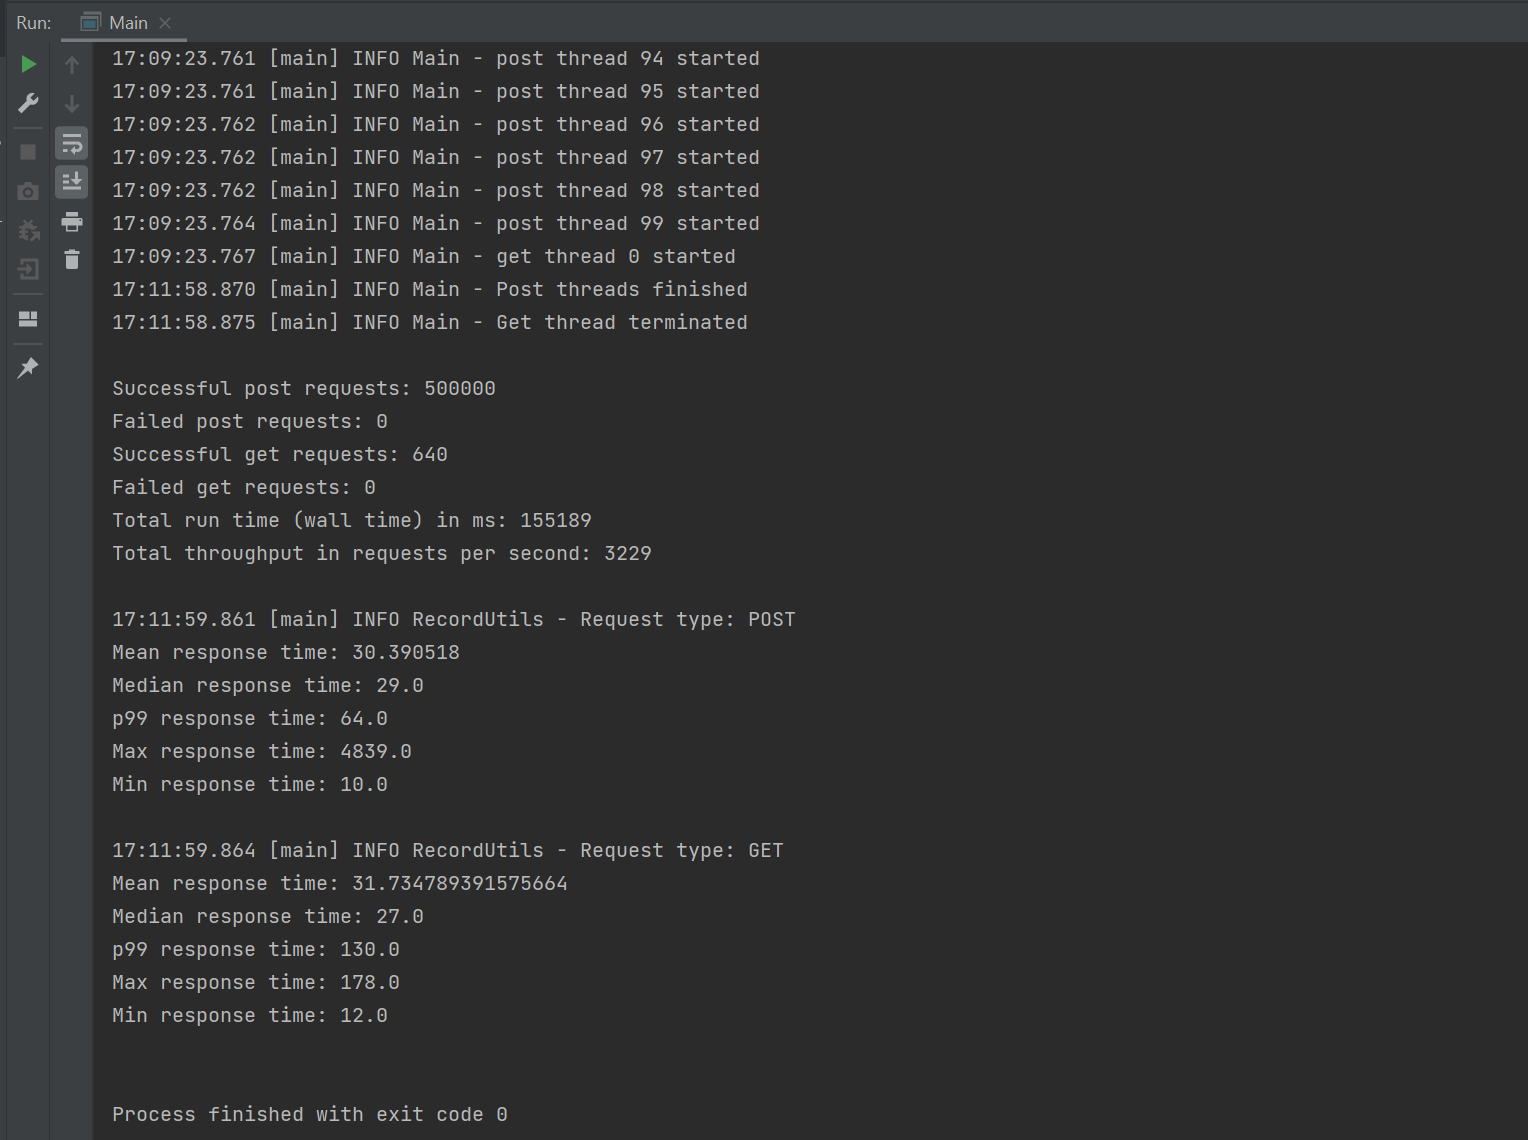 Run: Main
17:09:23.761 [main] INFO Main - post thread 94 started
17:09:23.761 [main] INFO Main - post thread 95 started
17:09:23.762 [main] INFO Main - post thread 96 started
17:09:23.762 [main] INFO Main - post thread 97 started
17:09:23.762 [main] INFO Main - post thread 98 started
17:09:23.764 [main] INFO Main - post thread 99 started
17:09:23.767 [main] INFO Main - get thread 0 started
17:11:58.870 [main] INFO Main - Post threads finished
17:11:58.875 [main] INFO Main - Get thread terminated
Successful post requests: 500000
Failed post requests: 0
Successful get requests: 640
Failed get requests: 0
Total run time (wall time) in ms: 155189
Total throughput in requests per second: 3229
17:11:59.861 [main] INFO RecordUtils - Request type: POST
Mean response time: 30.390518
Median response time: 29.0
p99 response time: 64.0
Max response time: 4839.0
Min response time: 10.0
17:11:59.864 [main] INFO RecordUtils - Request type: GET
Mean response time: 31.734789391575664
Median response time: 27.0
p99 response time: 130.0
Max response time: 178.0
Min response time: 12.0
Process finished with exit code 0